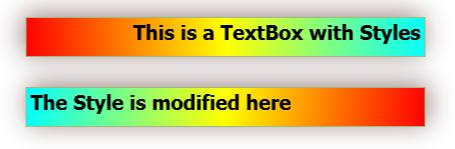 This is a TextBox with Styles
The Style is modified here